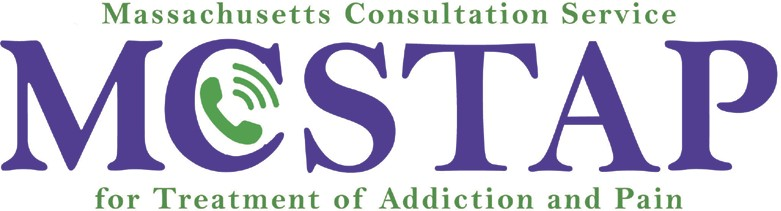 Massachusetts Consultation Service
MCSTAP
for Treatment of Addiction and Pain